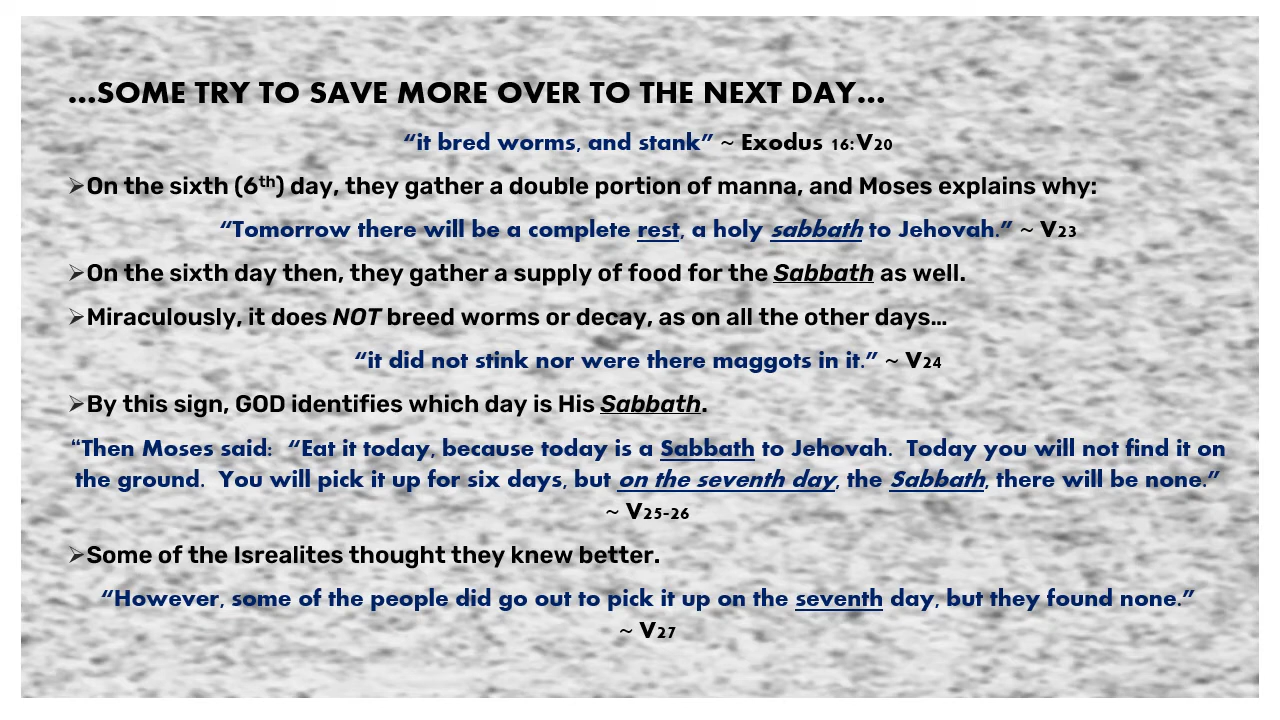 …SOME TRY TO SAVE MORE OVER TO THE NEXT DAY…
“it bred worms, and stank” ~ Exodus 16:V20
➢On the sixth (6th) day, they gather a double portion of manna, and Moses explains why:
“Tomorrow there will be a complete rest, a holy sabbath to Jehovah.” ~ V23
➢On the sixth day then, they gather a supply of food for the Sabbath as well.
➢Miraculously, it does NOT breed worms or decay, as on all the other days…
“it did not stink nor were there maggots in it.” ~ V24
➢By this sign, GOD identifies which day is His Sabbath.
“Then Moses said:  “Eat it today, because today is a Sabbath to Jehovah.  Today you will not find it on
the ground.  You will pick it up for six days, but on the seventh day, the Sabbath, there will be none.”
~ V25-26
➢Some of the Isrealites thought they knew better.
“However, some of the people did go out to pick it up on the seventh day, but they found none.”
~ V27